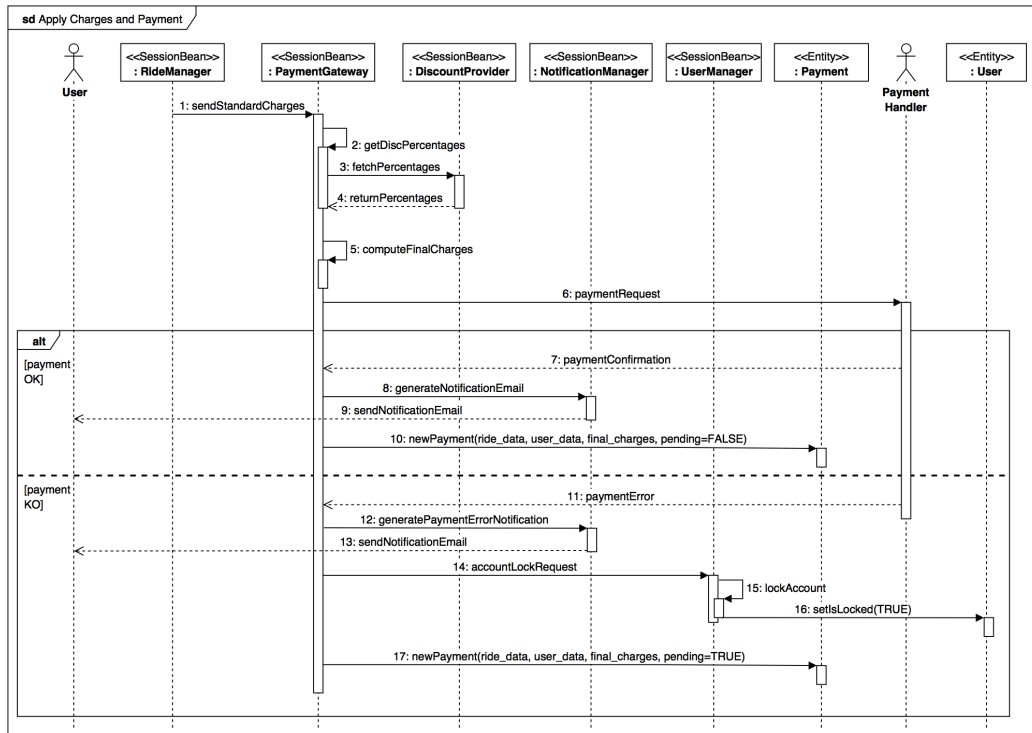 sd Apply Charges and Payment
<<SessionBean>>
: RideManager
<<SessionBean>>
: PaymentGateway
<<SessionBean>>
: DiscountProvider
<<SessionBean>>
: NotificationManager
<<SessionBean>>
: UserManager
<<Entity>>
: Payment
<<Entity>>
: User
User
Payment
Handler
1: sendStandardCharges
2: getDiscPercentages
3: fetchPercentages
4: returnPercentages
5: computeFinalCharges
6: paymentRequest
alt
[payment
OK]
7: paymentConfirmation
8: generateNotificationEmail
9: sendNotificationEmail
10: newPayment(ride_data, user_data, final_charges, pending=FALSE)
[payment
KO]
11: paymentError
12: generatePaymentErrorNotification
13: sendNotificationEmail
14: accountLockRequest
15: lockAccount
16: setIsLocked(TRUE)
17: newPayment(ride_data, user_data, final_charges, pending=TRUE)